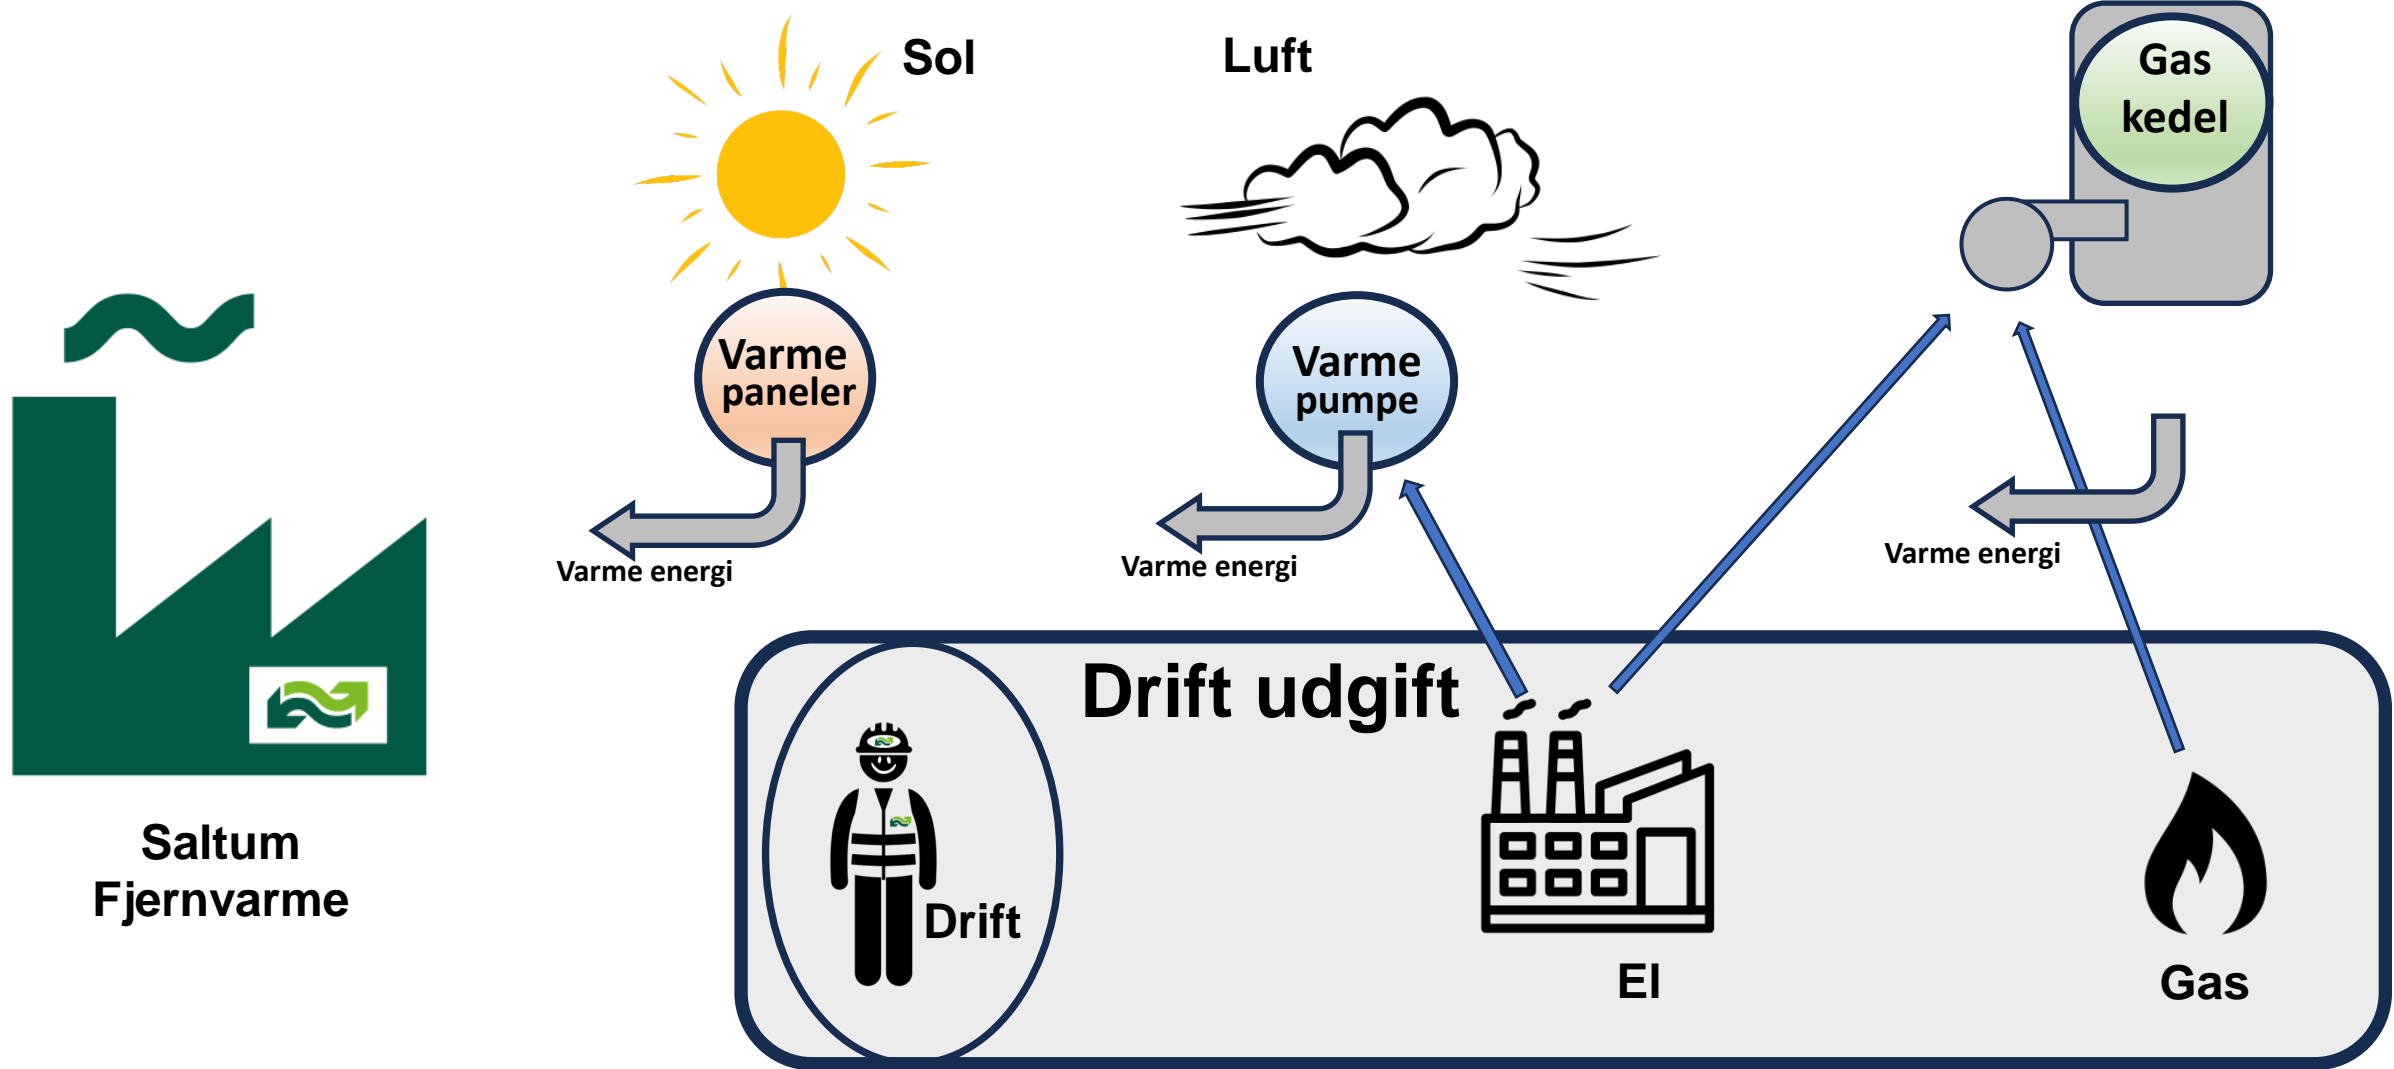 Sol
Luft
Gas
kedel
Varme
paneler
Varme
pumpe
Varme energi
Varme energi
Varme energi
Drift udgift
Saltum
Fjernvarme
Drift
El
Gas